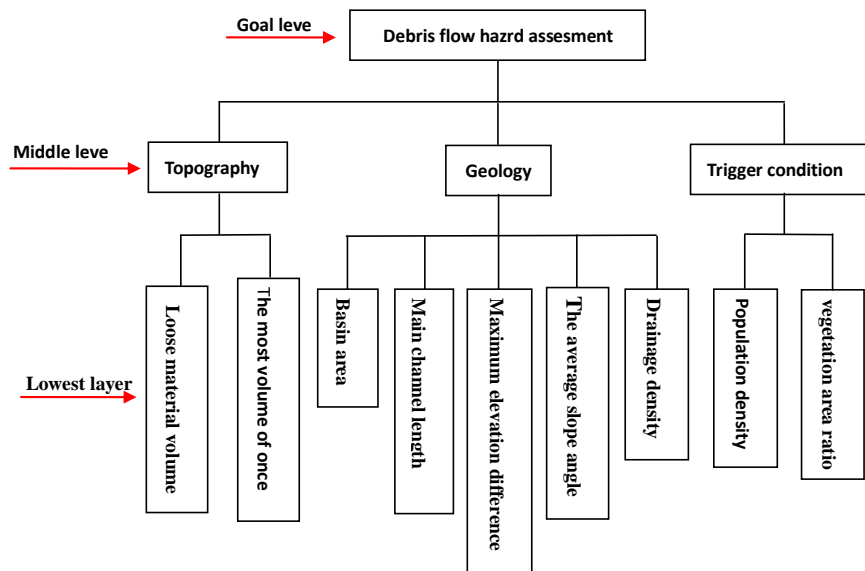 Goal leve
Debris flow hazrd assesment
Middle leve
Topography
Geology
Trigger condition
Lowest layer
Loose material volume
The most volume of once
Basin area
Main channel length
Maximum elevation difference
The average slope angle
Drainage density
Population density
vegetation area ratio